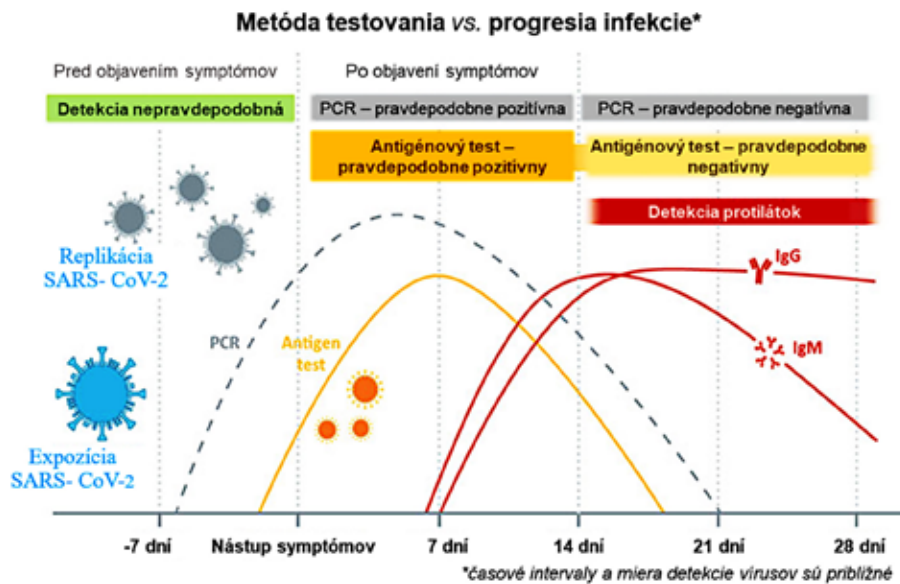 Metóda testovania vs. progresia infekcie*
Pred objavením symptómov
Po objavení symptómov
Detekcia nepravdepodobná
PCR – pravdepodobne pozitívna
PCR – pravdepodobne negatívna
Antigénový test –
pravdepodobne pozitívny
Antigénový test – pravdepodobne
negatívny
Detekcia protilátok
Replikácia
SARS- CoV-2
IgG
PCR
Antigen
test
IgM
Expozícia
SARS- CoV-2
-7 dní
Nástup symptómov
7 dní
14 dní
21 dní
28 dní
*časové intervaly a miera detekcie vírusov sú približné